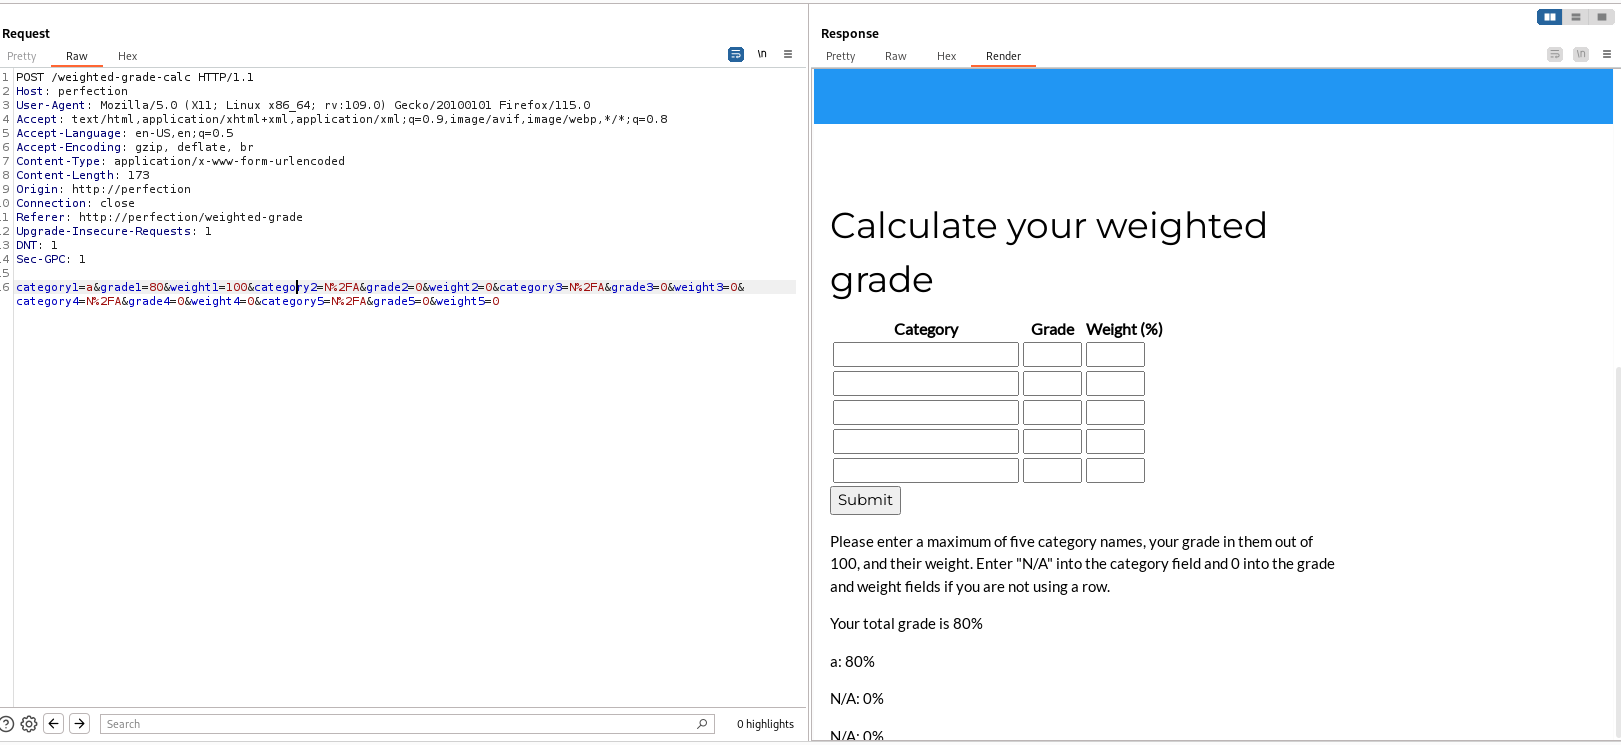 Request
Pretty Raw Hex
\n
1 POST /weighted-grade-calc HTTP/1.1
2 Host: perfection
3 User-Agent: Mozilla/5.0 (X11; Linux x86_64; rv:109.0) Gecko/20100101 Firefox/115.0
4 Accept: text/html,application/xhtml+xml,application/xml;q=0.9,image/avif,image/webp,*/*;q=0.8
5 Accept-Language: en-US,en;q=0.5
6 Accept-Encoding: gzip, deflate, br
7 Content-Type: application/x-www-form-urlencoded
8 Content-Length: 173
9 Origin: http://perfection
.0 Connection: close
.1 Referer: http://perfection/weighted-grade
.2 Upgrade-Insecure-Requests: 1
.3 DNT: 1
.4 Sec-GPC: 1
.5
.6 category1=a&grade1=80&weight1=100&category2=N%2FA&grade2=0&weight2=0&category3=N%2FA&grade3=0&weight3=0&
category4=N%2FA&grade4=0&weight4=0&category5=N%2FA&grade5=0&weight5=0
Search
0 highlights
Response
Pretty Raw Hex Render
\n
Calculate your weighted
grade
Category Grade Weight (%)
Submit
Please enter a maximum of five category names, your grade in them out of
100, and their weight. Enter "N/A" into the category field and 0 into the grade
and weight fields if you are not using a row.
Your total grade is 80%
a: 80%
N/A: 0%
N/A: 0%